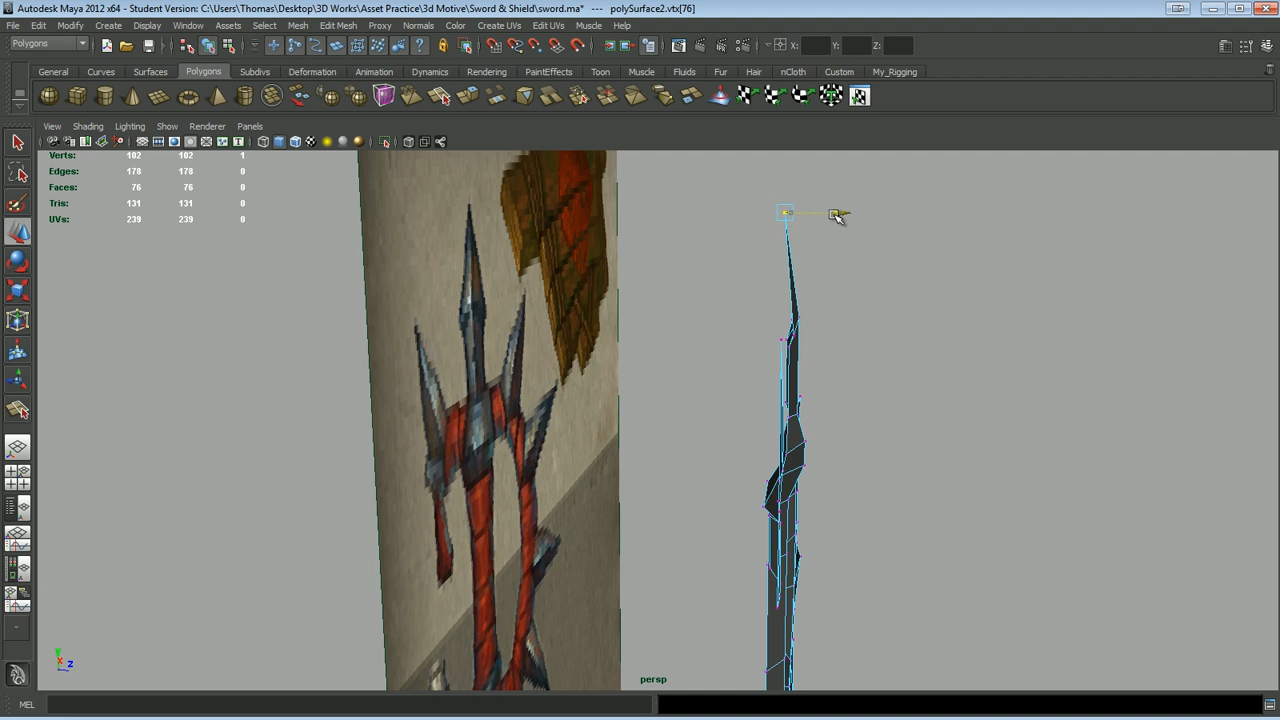 Autodesk Maya 2012 x64 - Student Version: C:\Users\Thomas\Desktop\3D Works\Asset Practice\3d Motive\Sword & Shield\sword.ma* --- polySurface2.vtx[76]
File Edit Modify Create Display Window Assets Select Mesh Edit Mesh Proxy Normals Color Create UVs Edit UVs Muscle Help
Polygons X: Y: Z:
General Curves Surfaces Polygons Subdivs Deformation Animation Dynamics Rendering PaintEffects Toon Muscle Fluids Fur Hair nCloth Custom My_Rigging
View Shading Lighting Show Renderer Panels
Verts: 102 102 1
Edges: 178 178 0
Faces: 76 76 0
Tris: 131 131 0
UVs: 239 239 0
y
x z
persp
MEL